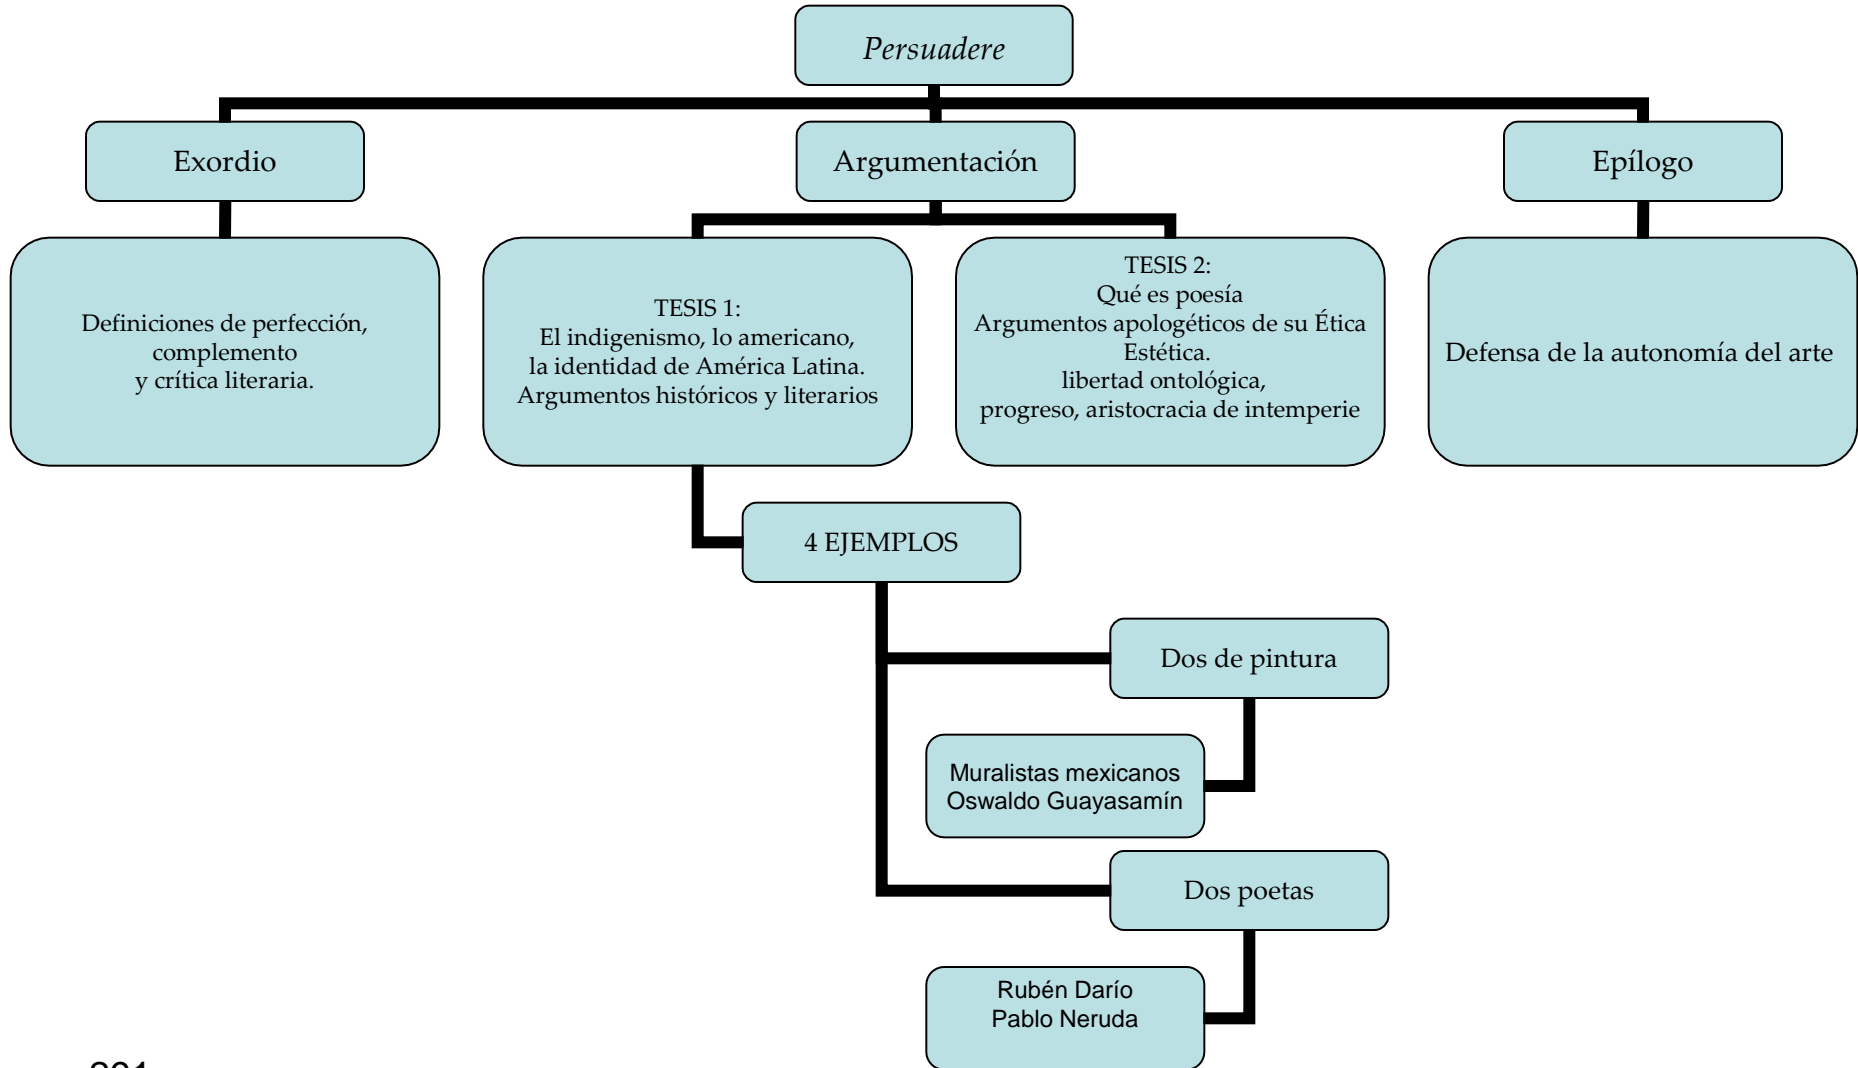 Persuadere
Exordio
Argumentación
Epílogo
Definiciones de perfección,
complemento
y crítica literaria.
TESIS 1:
El indigenismo, lo americano,
la identidad de América Latina.
Argumentos históricos y literarios
TESIS 2:
Qué es poesía
Argumentos apologéticos de su Ética
Estética.
libertad ontológica,
progreso, aristocracia de intemperie
Defensa de la autonomía del arte
4 EJEMPLOS
Dos de pintura
Muralistas mexicanos
Oswaldo Guayasamín
Dos poetas
Rubén Darío
Pablo Neruda